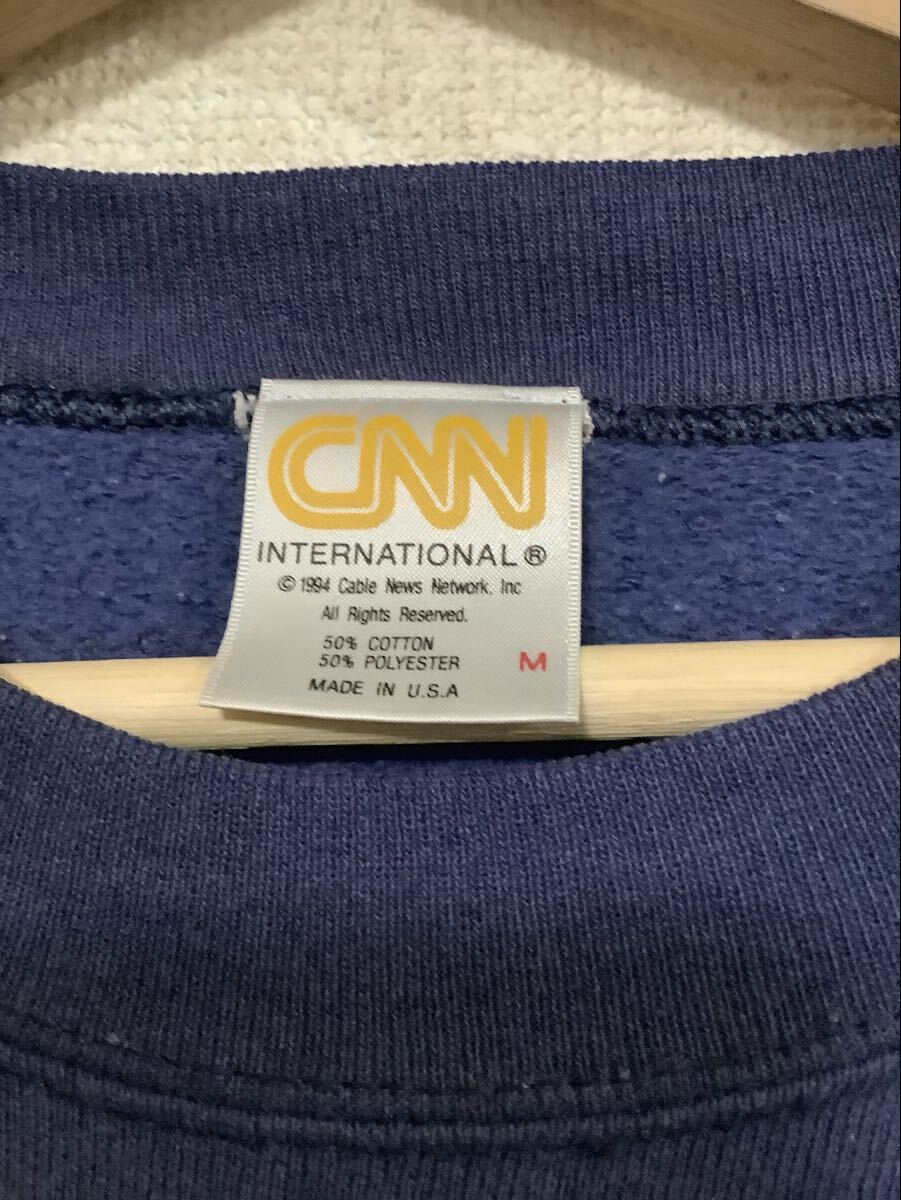 CNN
INTERNATIONAL®
© 1994 Cable News Network, Inc
All Rights Reserved.
50% COTTON
50% POLYESTER M
MADE IN U.S.A